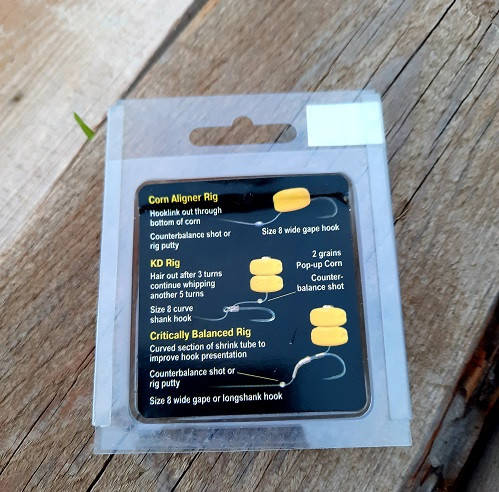 Corn Aligner Rig
Hooklink out through
bottom of corn
Counterbalance shot or
rig putty
Size 8 wide gape hook
KD Rig
Hair out after 3 turns
continue whipping
another 5 turns
Size 8 curve
shank hook
2 grains
Pop-up Corn
Counter-
balance shot
Critically Balanced Rig
Curved section of shrink tube to
improve hook presentation
Counterbalance shot or
rig putty
Size 8 wide gape or longshank hook